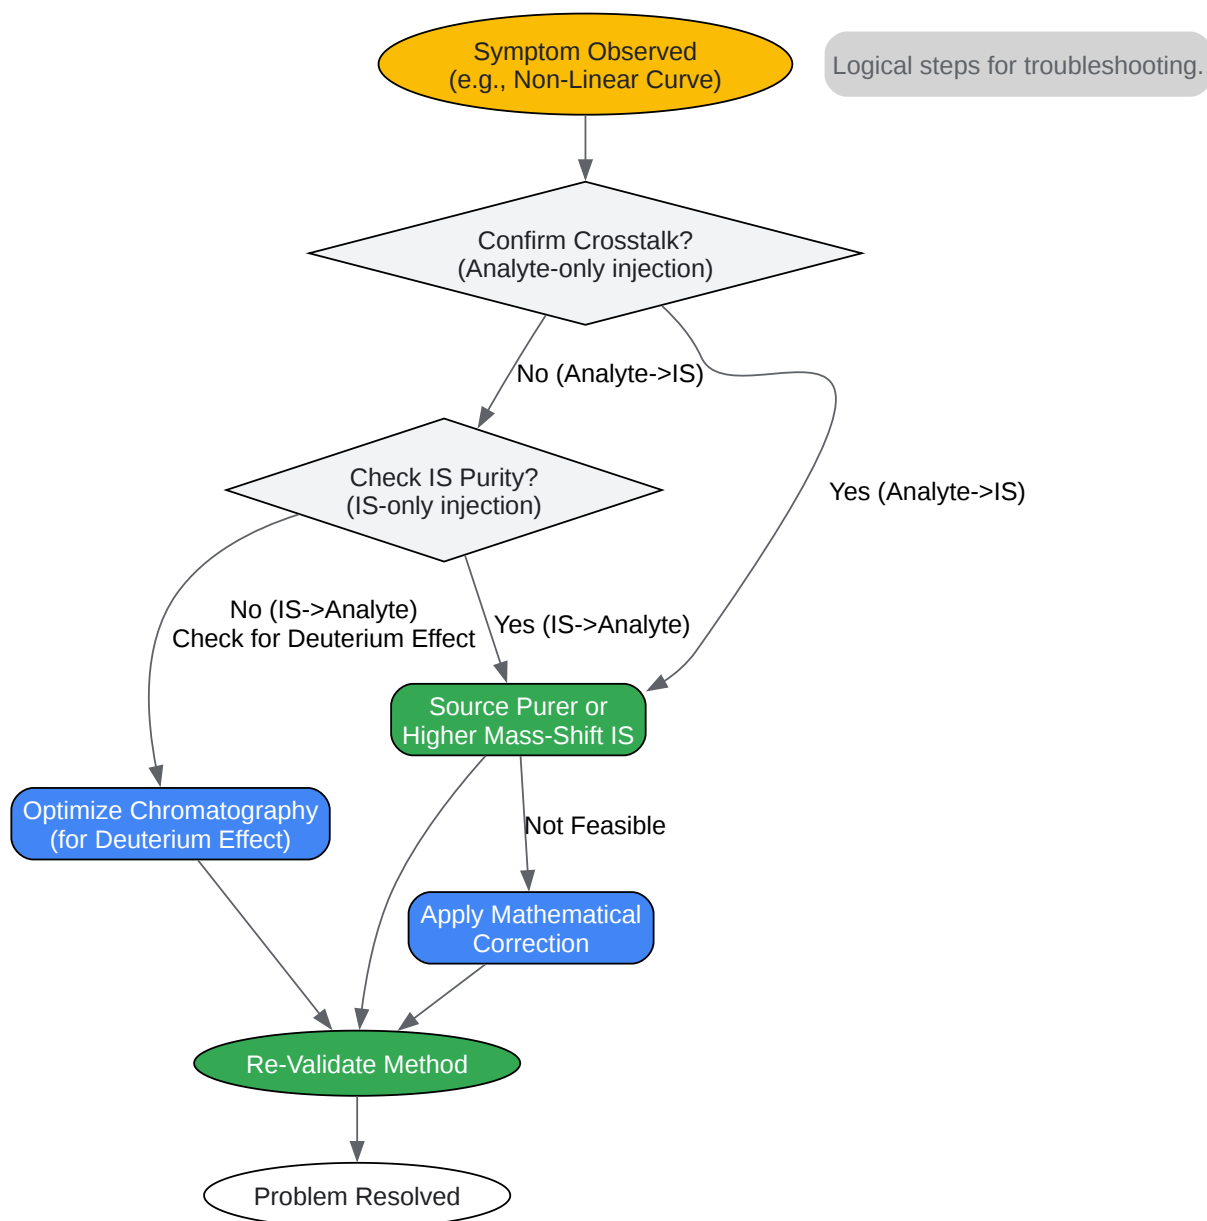 Symptom Observed
(e.g., Non-Linear Curve)
Logical steps for troubleshooting.
Confirm Crosstalk?
(Analyte-only injection)
No (Analyte->IS)
Yes (Analyte->IS)
Check IS Purity?
(IS-only injection)
No (IS->Analyte)
Check for Deuterium Effect
Yes (IS->Analyte)
Source Purer or
Higher Mass-Shift IS
Optimize Chromatography
(for Deuterium Effect)
Not Feasible
Apply Mathematical
Correction
Re-Validate Method
Problem Resolved